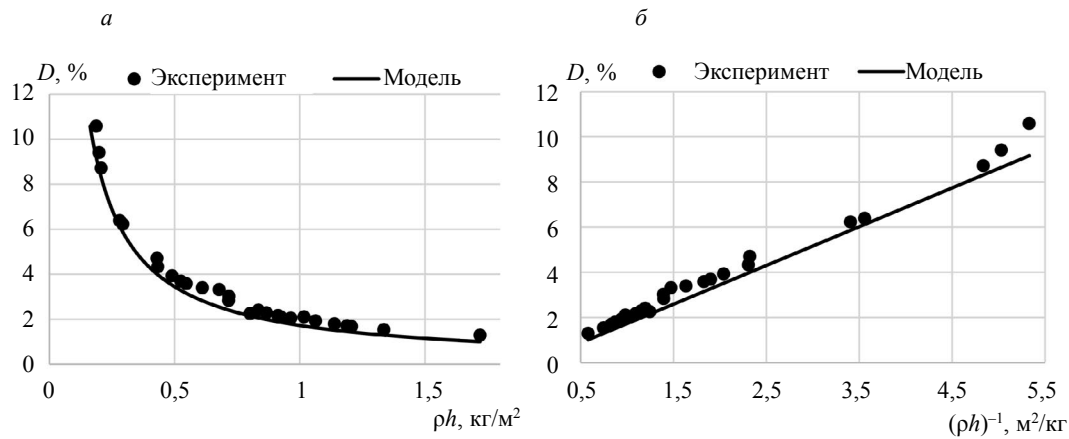 а
D, %
Эксперимент
Модель
12
10
8
6
4
2
0
0
0,5
1
1,5
ρh, кг/м²
б
D, %
Эксперимент
Модель
12
10
8
6
4
2
0
0,5
1,5
2,5
3,5
4,5
5,5
(ρh)⁻¹, м²/кг